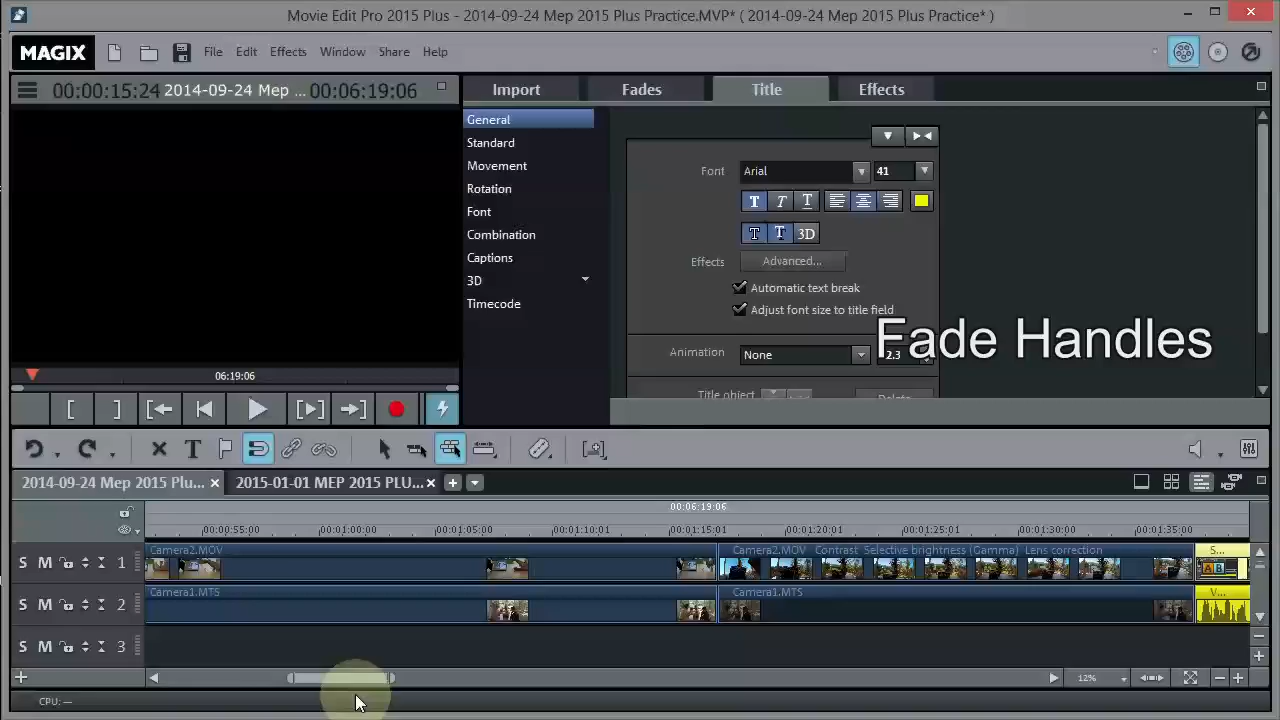 Movie Edit Pro 2015 Plus - 2014-09-24 Mep 2015 Plus Practice.MVP* ( 2014-09-24 Mep 2015 Plus Practice* )
MAGIX File Edit Effects Window Share Help
00:00:15:24 2014-09-24 Mep ... 00:06:19:06
Import Fades Title Effects
General
Standard
Movement
Rotation
Font
Combination
Captions
3D
Timecode
Font Arial 41
T T T
T T 3D
Effects Advanced...
Automatic text break
Adjust font size to title field
Fade Handles
Animation None 2.3
Title object Delete
06:19:06
[ ] [← [▸] →]
T
2014-09-24 Mep 2015 Plu... 2015-01-01 MEP 2015 PLU...
00:06:19:06
00:00:55:00 00:01:00:00 00:01:05:00 00:01:10:01 00:01:15:01 00:01:20:01 00:01:25:01 00:01:30:00 00:01:35:00
S M 1 Camera2.MOV Camera2.MOV Contrast Selective brightness (Gamma) Lens correction S...
A B
S M 2 Camera1.MTS Camera1.MTS V...
S M 3
12%
CPU: —